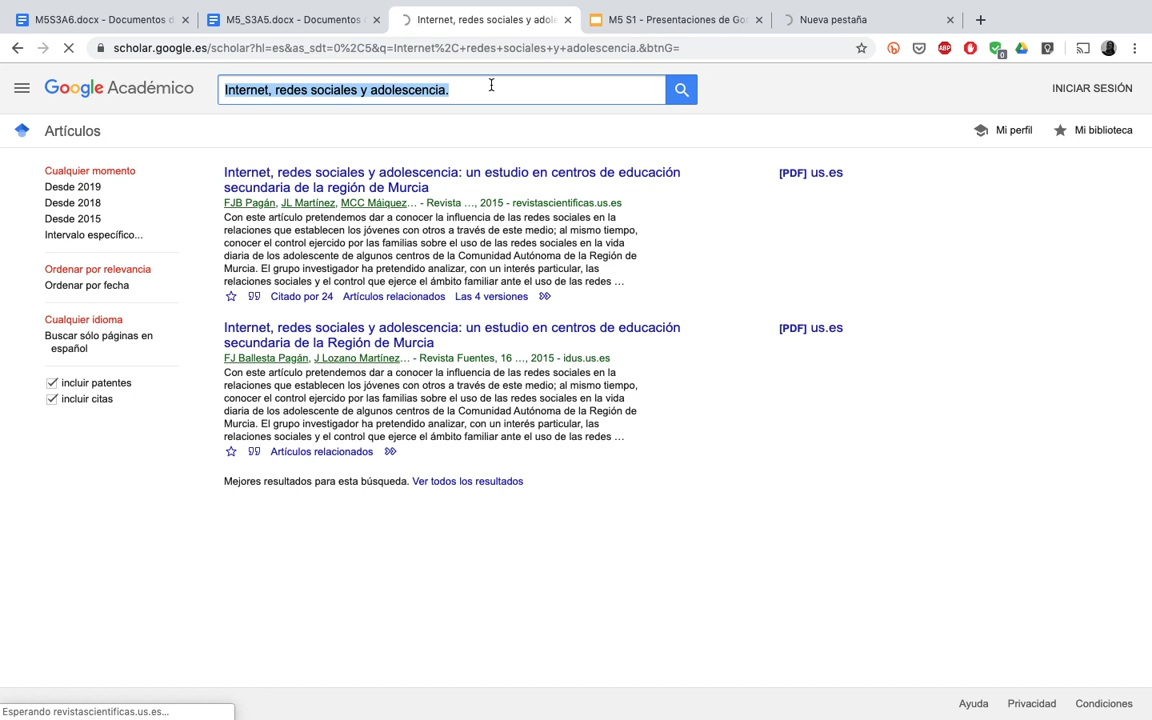 M5S3A6.docx - Documentos d
M5_S3A5.docx - Documentos
Internet, redes sociales y adole
M5 S1 - Presentaciones de Go
Nueva pestaña
scholar.google.es/scholar?hl=es&as_sdt=0%2C5&q=Internet%2C+redes+sociales+y+adolescencia.&btnG=
ABP
0
Google Académico
Internet, redes sociales y adolescencia.
INICIAR SESIÓN
Artículos
Mi perfil
Mi biblioteca
Cualquier momento
Desde 2019
Desde 2018
Desde 2015
Intervalo específico...
Ordenar por relevancia
Ordenar por fecha
Cualquier idioma
Buscar sólo páginas en
español
incluir patentes
incluir citas
Internet, redes sociales y adolescencia: un estudio en centros de educación
secundaria de la región de Murcia
FJB Pagán, JL Martínez, MCC Máiquez… - Revista …, 2015 - revistascientificas.us.es
Con este artículo pretendemos dar a conocer la influencia de las redes sociales en la
relaciones que establecen los jóvenes con otros a través de este medio; al mismo tiempo,
conocer el control ejercido por las familias sobre el uso de las redes sociales en la vida
diaria de los adolescente de algunos centros de la Comunidad Autónoma de la Región de
Murcia. El grupo investigador ha pretendido analizar, con un interés particular, las
relaciones sociales y el control que ejerce el ámbito familiar ante el uso de las redes …
Citado por 24 Artículos relacionados Las 4 versiones
[PDF] us.es
Internet, redes sociales y adolescencia: un estudio en centros de educación
secundaria de la Región de Murcia
FJ Ballesta Pagán, J Lozano Martínez… - Revista Fuentes, 16 …, 2015 - idus.us.es
Con este artículo pretendemos dar a conocer la influencia de las redes sociales en la
relaciones que establecen los jóvenes con otros a través de este medio; al mismo tiempo,
conocer el control ejercido por las familias sobre el uso de las redes sociales en la vida
diaria de los adolescente de algunos centros de la Comunidad Autónoma de la Región de
Murcia. El grupo investigador ha pretendido analizar, con un interés particular, las
relaciones sociales y el control que ejerce el ámbito familiar ante el uso de las redes …
Artículos relacionados
[PDF] us.es
Mejores resultados para esta búsqueda. Ver todos los resultados
Ayuda
Privacidad
Condiciones
Esperando revistascientificas.us.es...